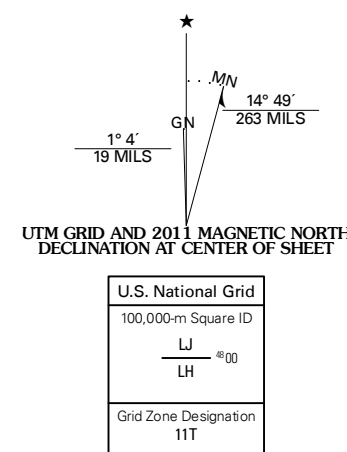 ★
MN
GN
14° 49´
263 MILS
1° 4´
19 MILS
UTM GRID AND 2011 MAGNETIC NORTH
DECLINATION AT CENTER OF SHEET
U.S. National Grid
100,000-m Square ID
LJ
⁴⁸00
LH
Grid Zone Designation
11T